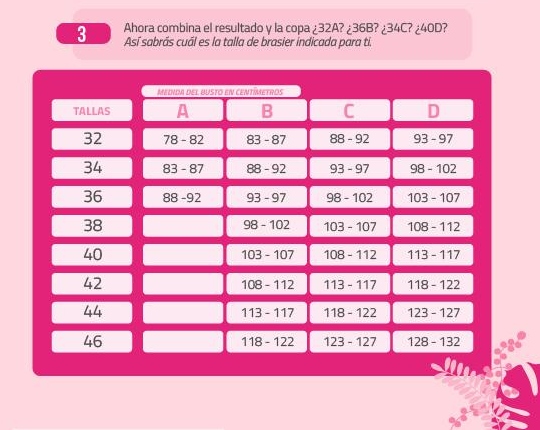 3
Ahora combina el resultado y la copa ¿32A? ¿36B? ¿34C? ¿40D?
Así sabrás cuál es la talla de brasier indicada para ti.
MEDIDA DEL BUSTO EN CENTÍMETROS
TALLAS A B C D
32 78 - 82 83 - 87 88 - 92 93 - 97
34 83 - 87 88 - 92 93 - 97 98 - 102
36 88 -92 93 - 97 98 - 102 103 - 107
38 98 - 102 103 - 107 108 - 112
40 103 - 107 108 - 112 113 - 117
42 108 - 112 113 - 117 118 - 122
44 113 - 117 118 - 122 123 - 127
46 118 - 122 123 - 127 128 - 132